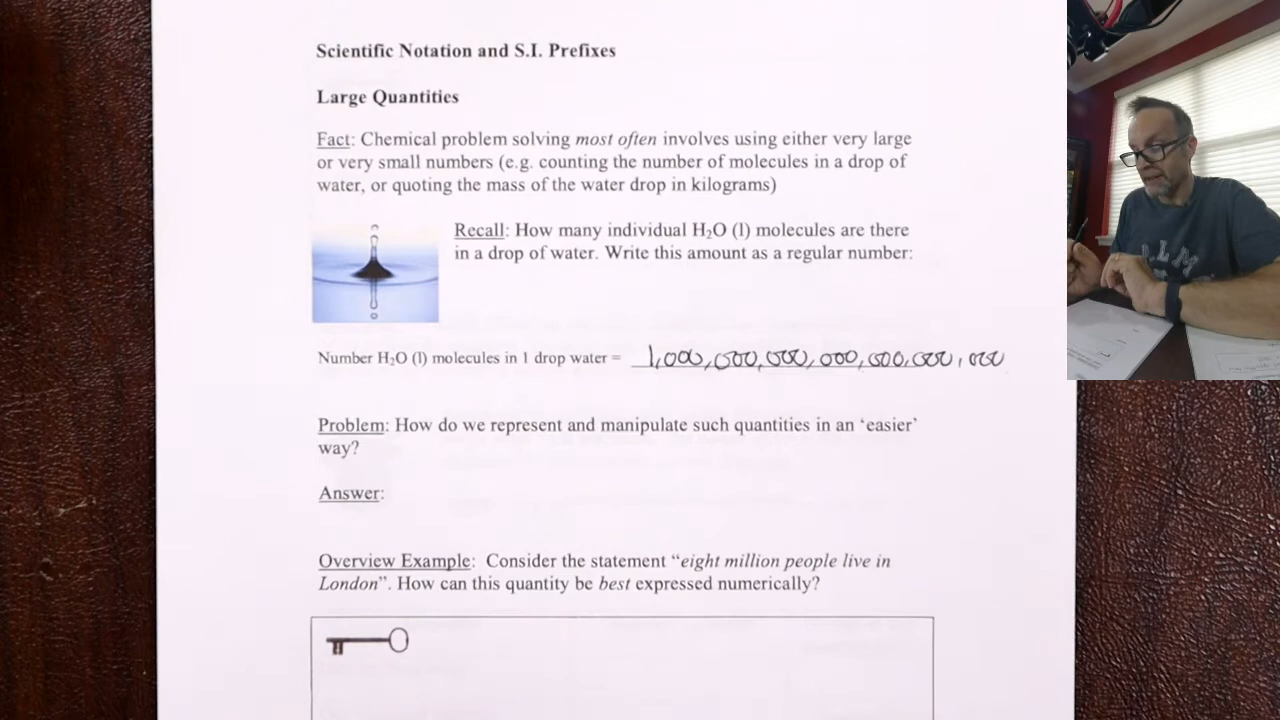 Scientific Notation and S.I. Prefixes
Large Quantities
Fact: Chemical problem solving most often involves using either very large
or very small numbers (e.g. counting the number of molecules in a drop of
water, or quoting the mass of the water drop in kilograms)
Recall: How many individual H₂O (l) molecules are there
in a drop of water. Write this amount as a regular number:
Number H₂O (l) molecules in 1 drop water = 1,000,000,000,000,000,000,000
Problem: How do we represent and manipulate such quantities in an ‘easier’
way?
Answer:
Overview Example: Consider the statement “eight million people live in
London”. How can this quantity be best expressed numerically?